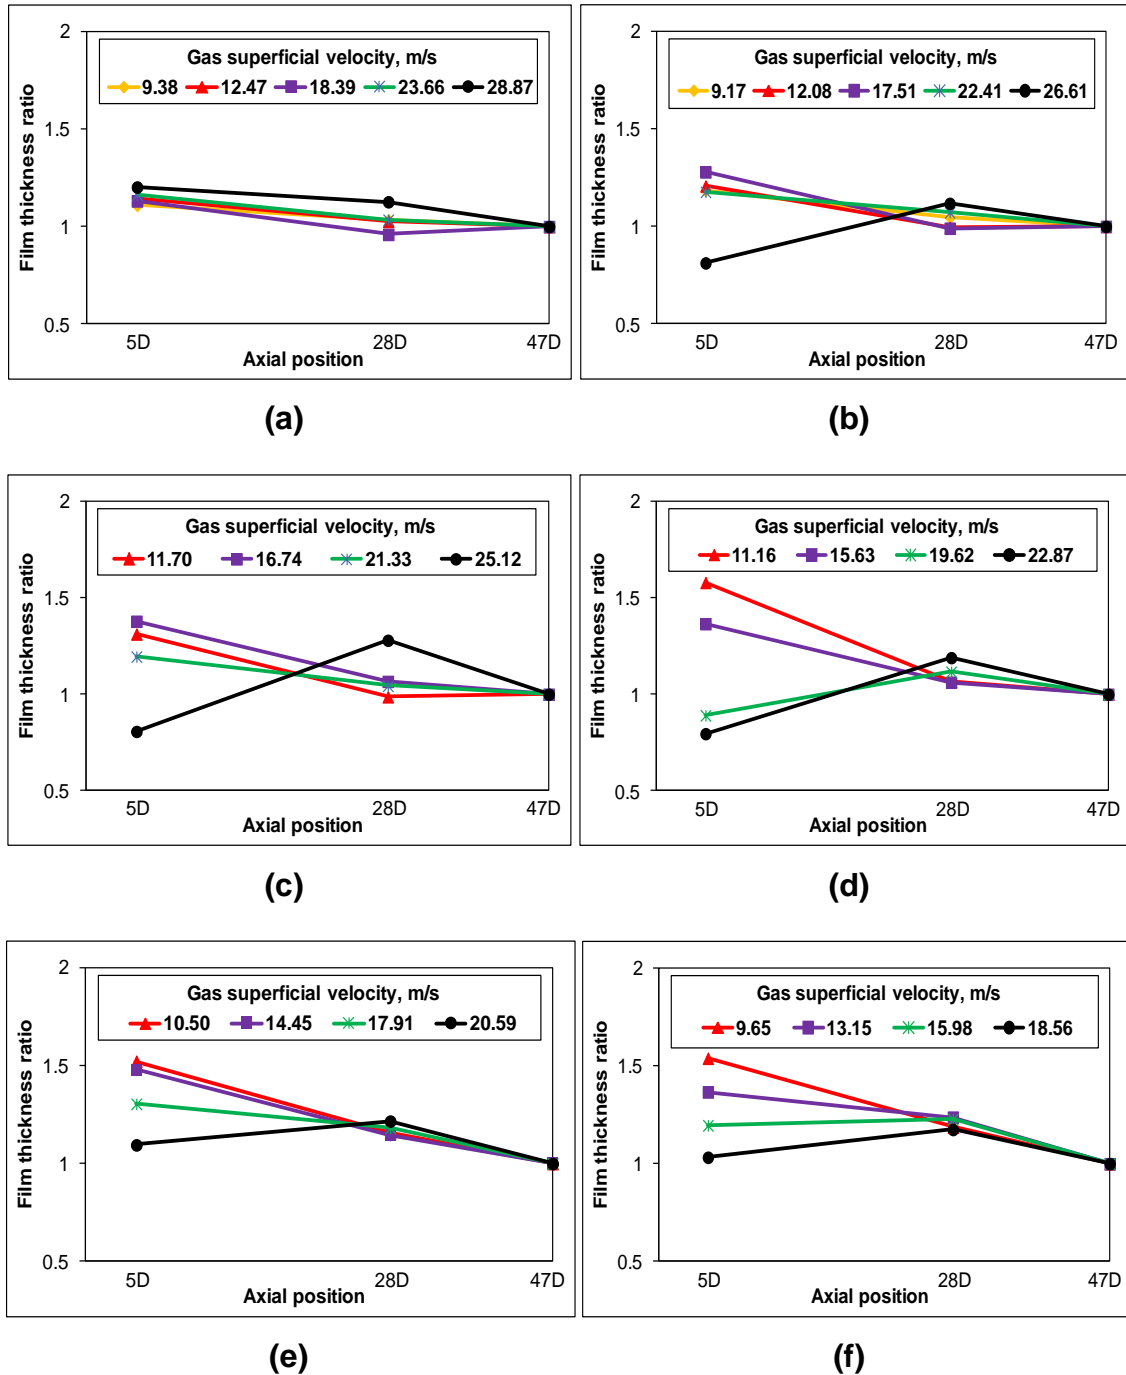 Gas superficial velocity, m/s
9.38 12.47 18.39 23.66 28.87
2
1.5
1
0.5
Film thickness ratio
5D 28D 47D
Axial position
(a)
Gas superficial velocity, m/s
9.17 12.08 17.51 22.41 26.61
2
1.5
1
0.5
Film thickness ratio
5D 28D 47D
Axial position
(b)
Gas superficial velocity, m/s
11.70 16.74 21.33 25.12
2
1.5
1
0.5
Film thickness ratio
5D 28D 47D
Axial position
(c)
Gas superficial velocity, m/s
11.16 15.63 19.62 22.87
2
1.5
1
0.5
Film thickness ratio
5D 28D 47D
Axial position
(d)
Gas superficial velocity, m/s
10.50 14.45 17.91 20.59
2
1.5
1
0.5
Film thickness ratio
5D 28D 47D
Axial position
(e)
Gas superficial velocity, m/s
9.65 13.15 15.98 18.56
2
1.5
1
0.5
Film thickness ratio
5D 28D 47D
Axial position
(f)